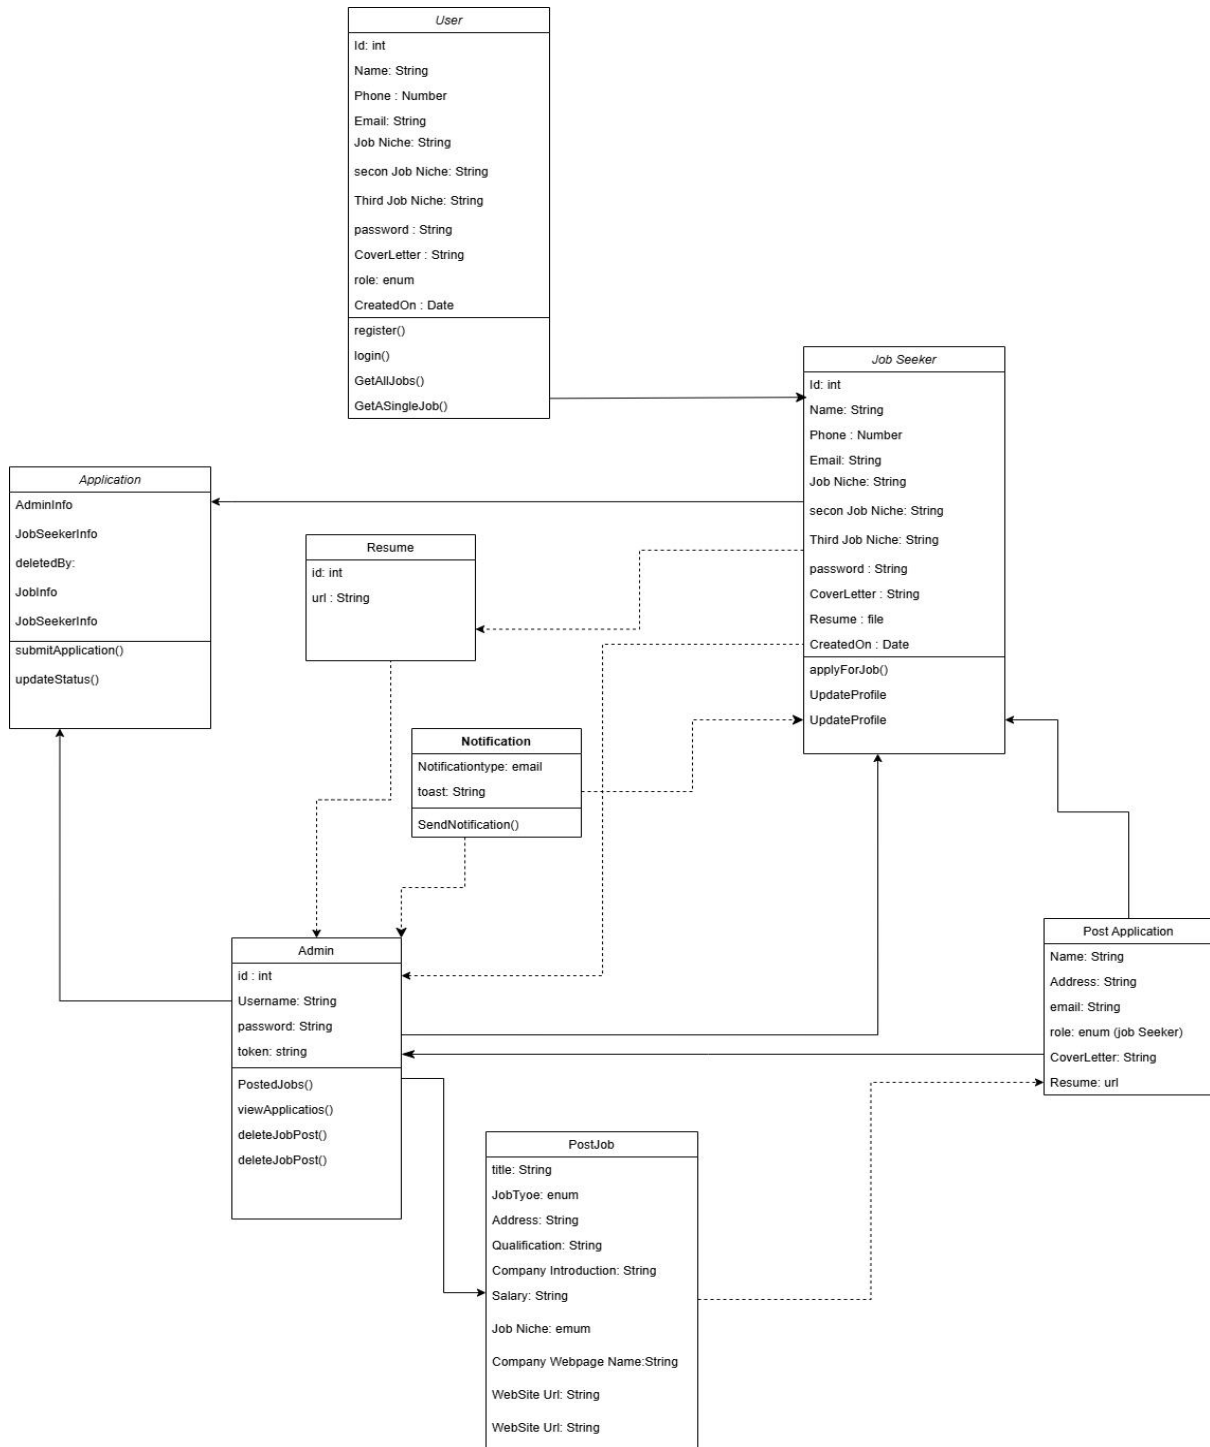 User
Id: int
Name: String
Phone : Number
Email: String
Job Niche: String
secon Job Niche: String
Third Job Niche: String
password : String
CoverLetter : String
role: enum
CreatedOn : Date
register()
login()
GetAllJobs()
GetASingleJob()
Job Seeker
Id: int
Name: String
Phone : Number
Email: String
Job Niche: String
secon Job Niche: String
Third Job Niche: String
password : String
CoverLetter : String
Resume : file
CreatedOn : Date
applyForJob()
UpdateProfile
UpdateProfile
Application
AdminInfo
JobSeekerInfo
deletedBy:
JobInfo
JobSeekerInfo
submitApplication()
updateStatus()
Resume
id: int
url : String
Notification
Notificationtype: email
toast: String
SendNotification()
Admin
id : int
Username: String
password: String
token: string
PostedJobs()
viewApplicatios()
deleteJobPost()
deleteJobPost()
Post Application
Name: String
Address: String
email: String
role: enum (job Seeker)
CoverLetter: String
Resume: url
PostJob
title: String
JobTyoe: enum
Address: String
Qualification: String
Company Introduction: String
Salary: String
Job Niche: emum
Company Webpage Name:String
WebSite Url: String
WebSite Url: String